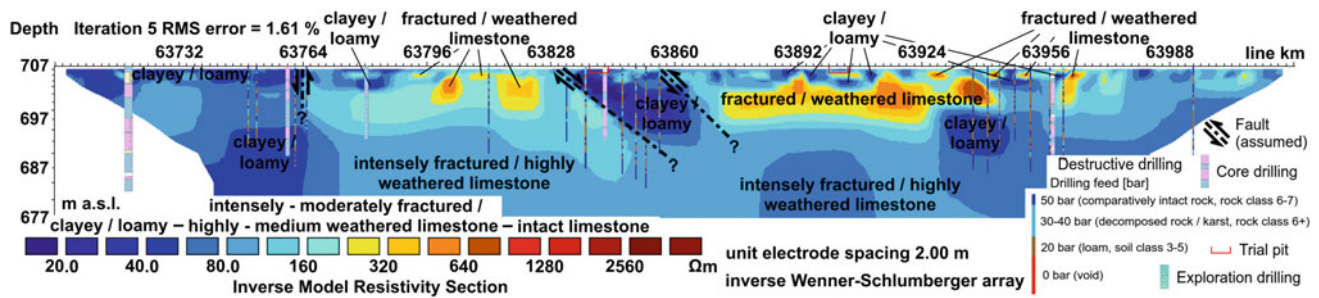 Depth Iteration 5 RMS error = 1.61 %
clayey / loamy
fractured / weathered limestone
clayey / loamy
fractured / weathered limestone
63732 63764 63796 63828 63860 63892 63924 63956 63988 line km
707
697
687
677
clayey / loamy
?
clayey / loamy
clayey / loamy
?
fractured / weathered limestone
?
clayey / loamy
intensely fractured / highly
weathered limestone
intensely fractured / highly
weathered limestone
m a.s.l.
intensely - moderately fractured /
clayey / loamy – highly - medium weathered limestone – intact limestone
20.0 40.0 80.0 160 320 640 1280 2560 Ωm
Inverse Model Resistivity Section
unit electrode spacing 2.00 m
inverse Wenner-Schlumberger array
Fault
(assumed)
Destructive drilling
Drilling feed [bar]
Core drilling
50 bar (comparatively intact rock, rock class 6-7)
30-40 bar (decomposed rock / karst, rock class 6+)
20 bar (loam, soil class 3-5)
0 bar (void)
Trial pit
Exploration drilling